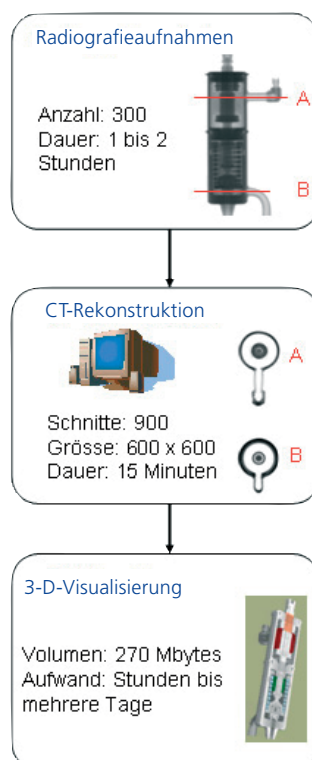 Radiografieaufnahmen
A
Anzahl: 300
Dauer: 1 bis 2
Stunden
B
CT-Rekonstruktion
A
Schnitte: 900
Grösse: 600 x 600
Dauer: 15 Minuten
B
3-D-Visualisierung
Volumen: 270 Mbytes
Aufwand: Stunden bis
mehrere Tage